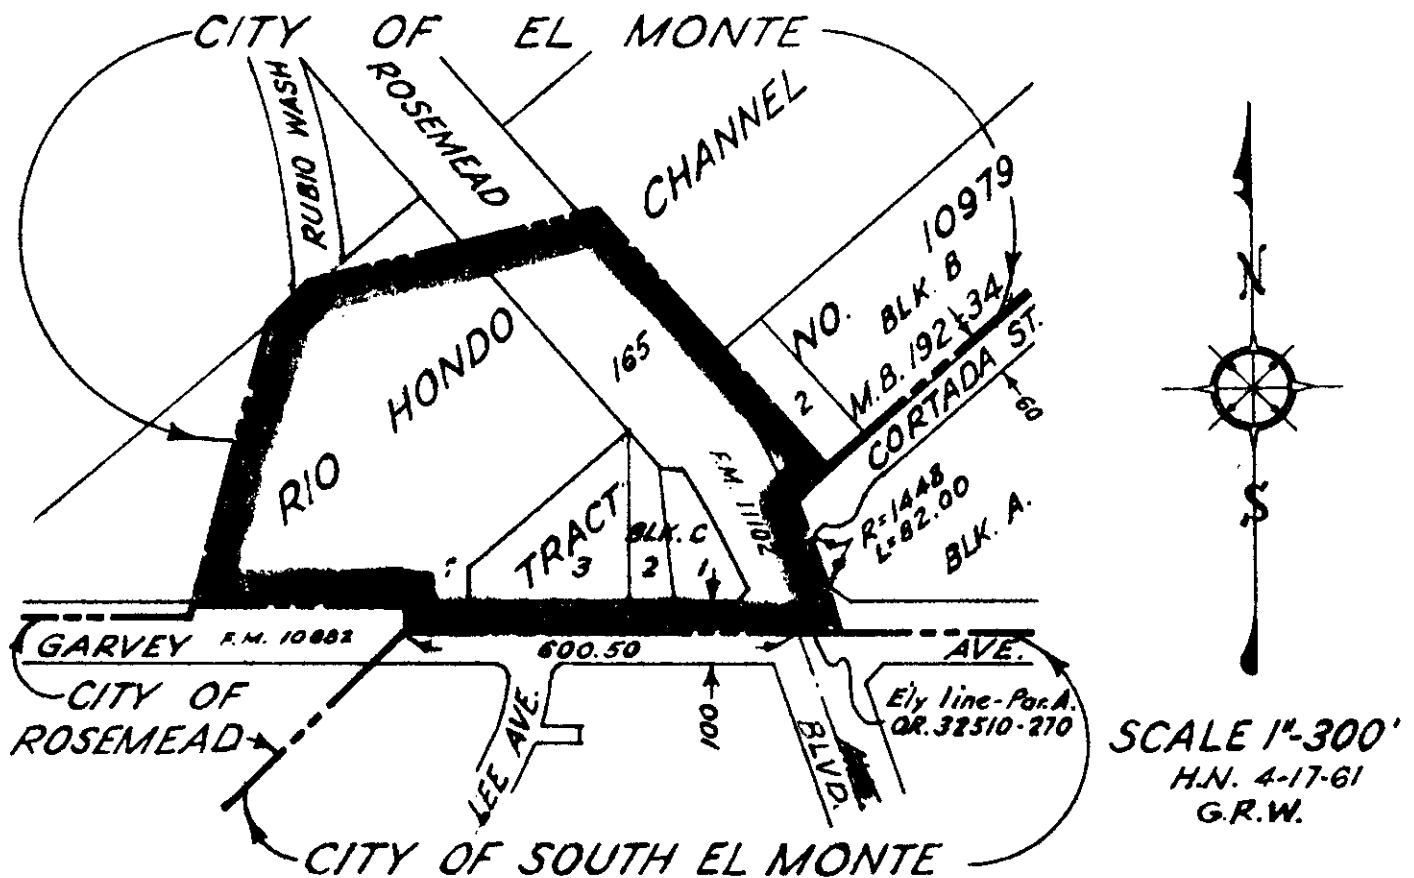 CITY OF EL MONTE
RUBIO WASH
ROSEMEAD
CHANNEL
NO. 10979
BLK. B
M.B. 192-34
2
CORTADA ST.
60
165
RIO HONDO
TRACT
3
BLK. C
2
1
F.M. 11102
R=1448
L=82.00
BLK. A.
GARVEY
F.M. 10882
600.50
AVE.
CITY OF
ROSEMEAD
LEE AVE.
100
BLVD.
E'ly line-Par.A.
O.R. 32510-270
CITY OF SOUTH EL MONTE
N
S
SCALE 1"-300'
H.N. 4-17-61
G.R.W.